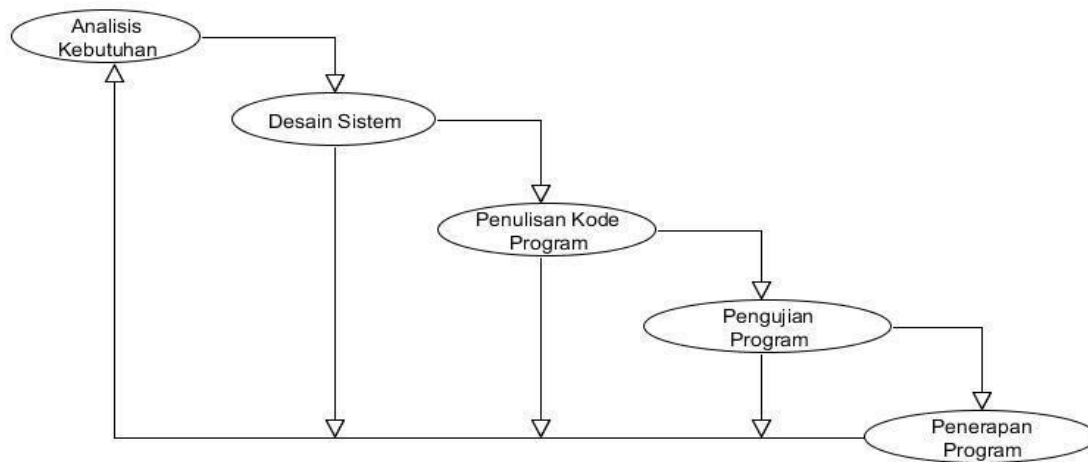 Analisis
Kebutuhan
Desain Sistem
Penulisan Kode
Program
Pengujian
Program
Penerapan
Program